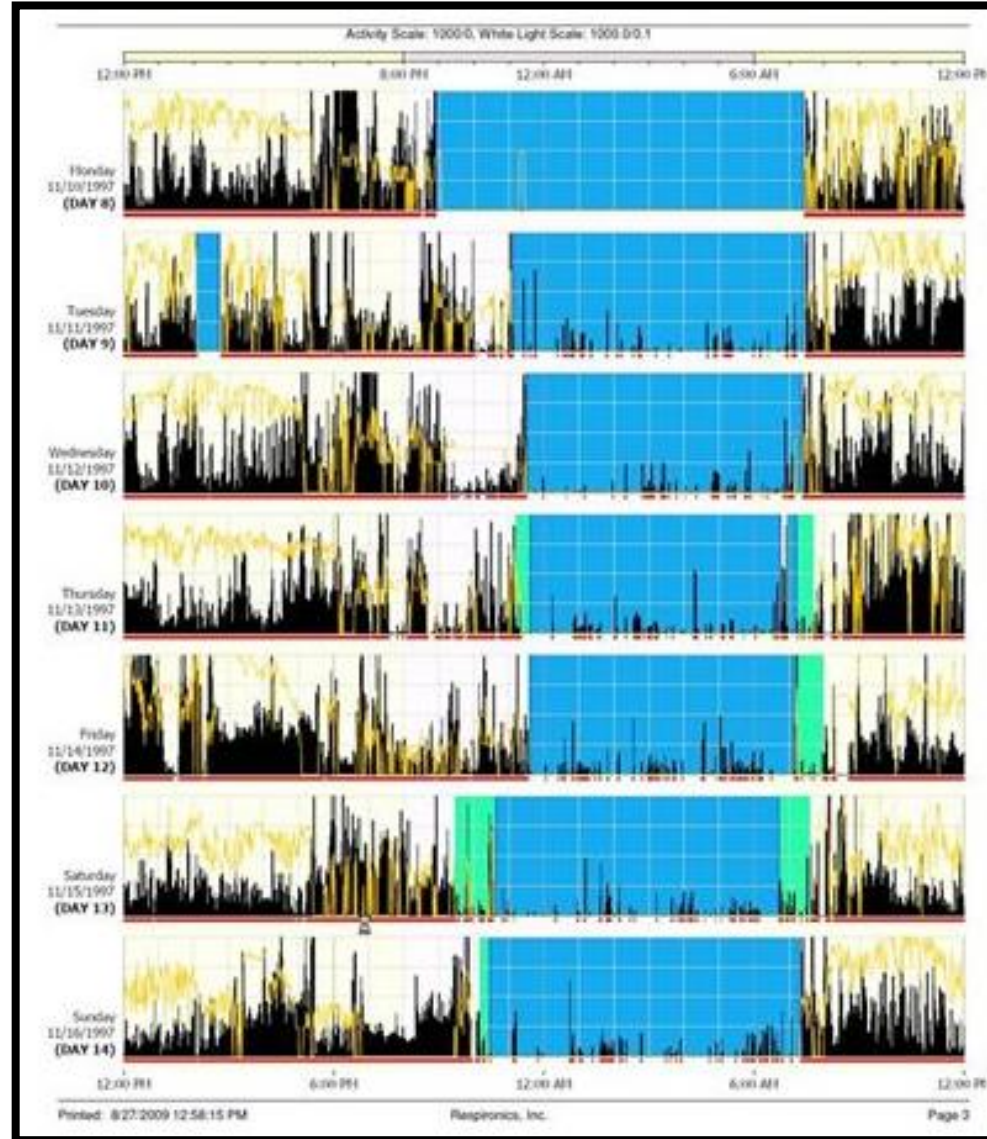 Activity Scale: 1000/0, White Light Scale: 1000.0/0.1
12:00 PM 8:00 PM 12:00 AM 6:00 AM 12:00 PM
Monday
11/10/1997
(DAY 8)
Tuesday
11/11/1997
(DAY 9)
Wednesday
11/12/1997
(DAY 10)
Thursday
11/13/1997
(DAY 11)
Friday
11/14/1997
(DAY 12)
Saturday
11/15/1997
(DAY 13)
Sunday
11/16/1997
(DAY 14)
12:00 PM 6:00 PM 12:00 AM 6:00 AM 12:00 PM
Printed: 8/27/2009 12:58:15 PM Respironics, Inc. Page 3